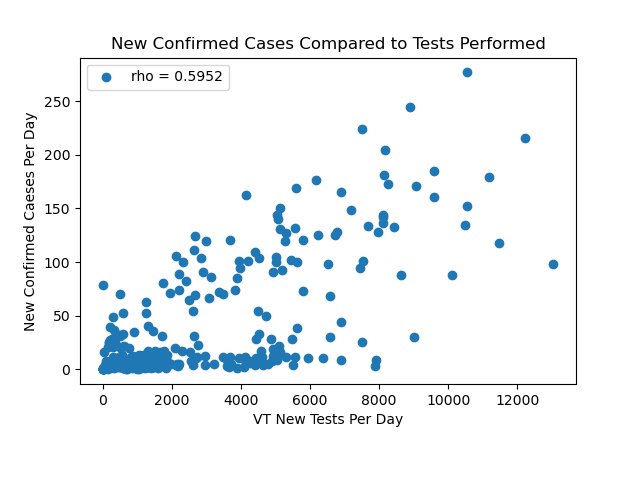 New Confirmed Cases Compared to Tests Performed
rho = 0.5952
New Confirmed Caeses Per Day
250
200
150
100
50
0
0 2000 4000 6000 8000 10000 12000
VT New Tests Per Day